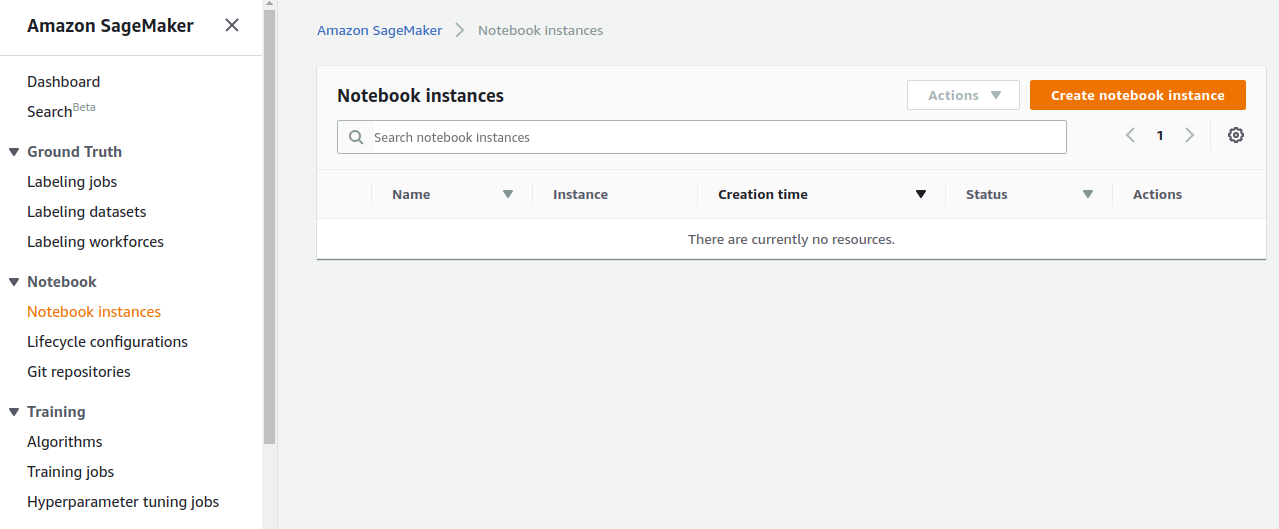 Amazon SageMaker
Dashboard
Search Beta
Ground Truth
Labeling jobs
Labeling datasets
Labeling workforces
Notebook
Notebook instances
Lifecycle configurations
Git repositories
Training
Algorithms
Training jobs
Hyperparameter tuning jobs
Amazon SageMaker Notebook instances
Notebook instances Actions Create notebook instance
Search notebook instances 1
Name Instance Creation time Status Actions
There are currently no resources.